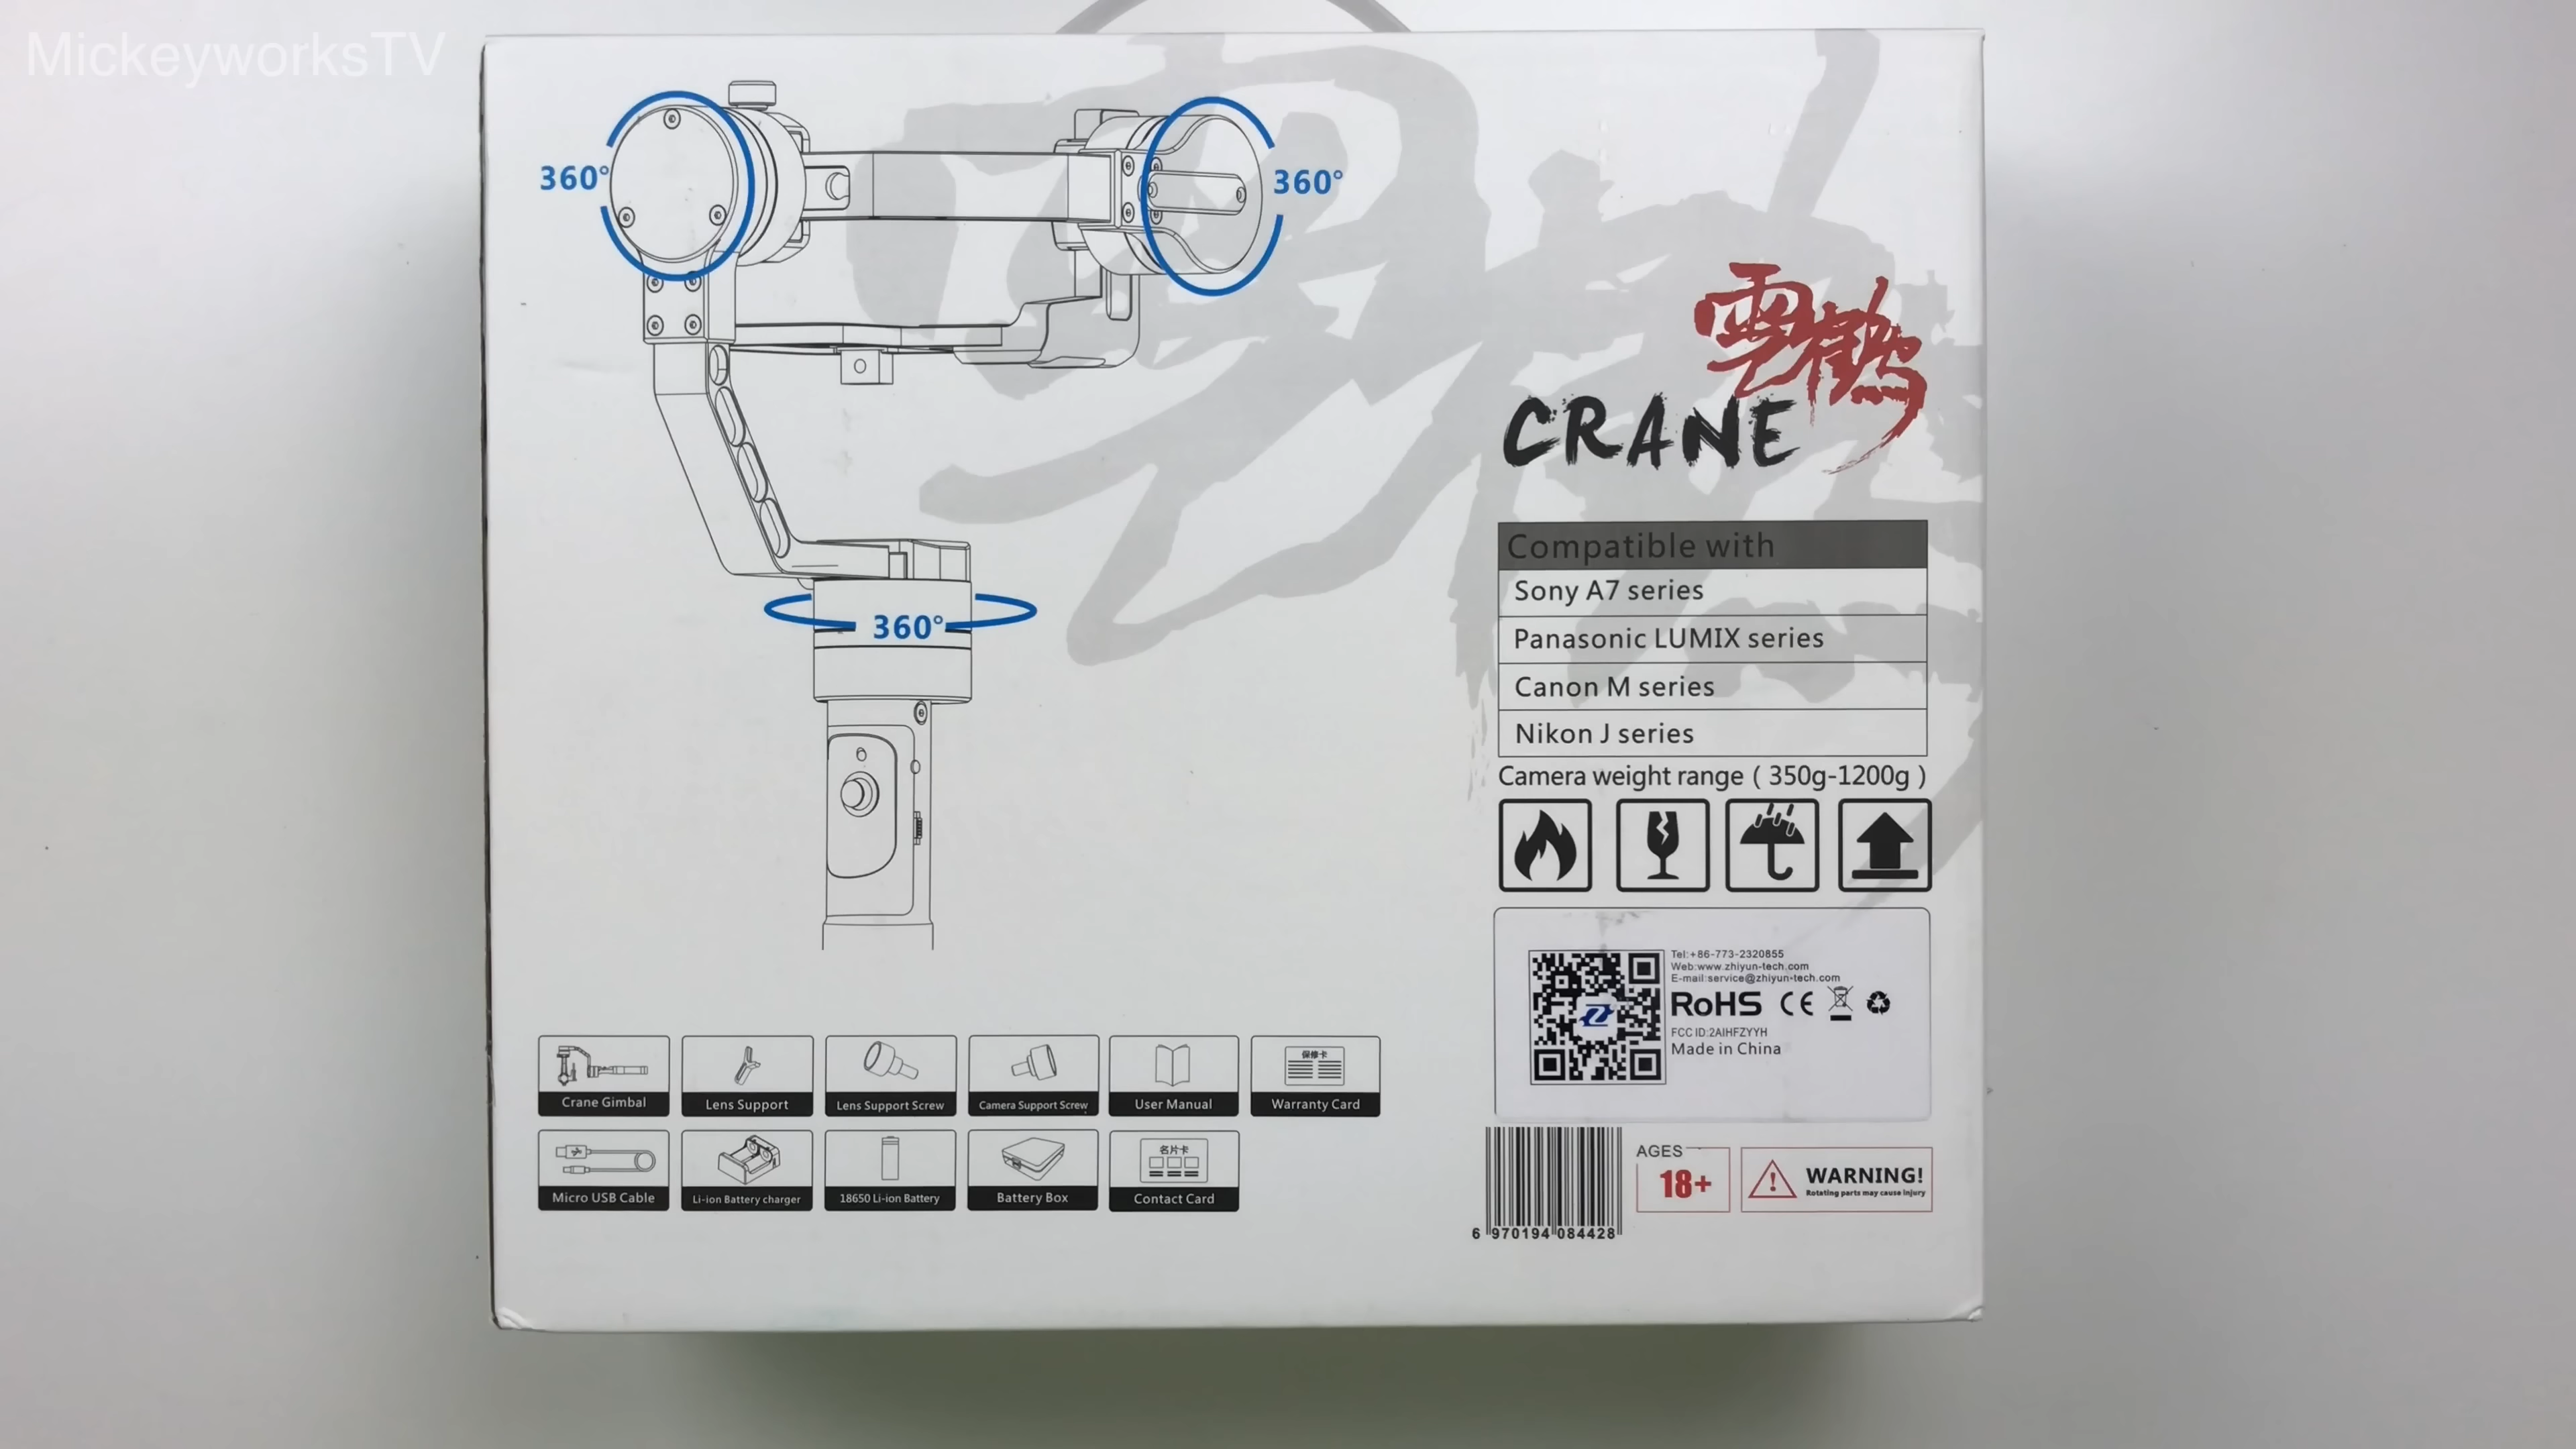 MickeyworksTV
360°
360°
360°
雲鶴
CRANE
Compatible with
Sony A7 series
Panasonic LUMIX series
Canon M series
Nikon J series
Camera weight range ( 350g-1200g )
Tel:+86-773-2320855
Web:www.zhiyun-tech.com
E-mail:service@zhiyun-tech.com
RoHS CE
FCC ID:2AIHFZYYH
Made in China
保修卡
Crane Gimbal
Lens Support
Lens Support Screw
Camera Support Screw
User Manual
Warranty Card
名片卡
Micro USB Cable
Li-ion Battery charger
18650 Li-ion Battery
Battery Box
Contact Card
6 970194 084428
AGES
18+
WARNING!
Rotating parts may cause injury